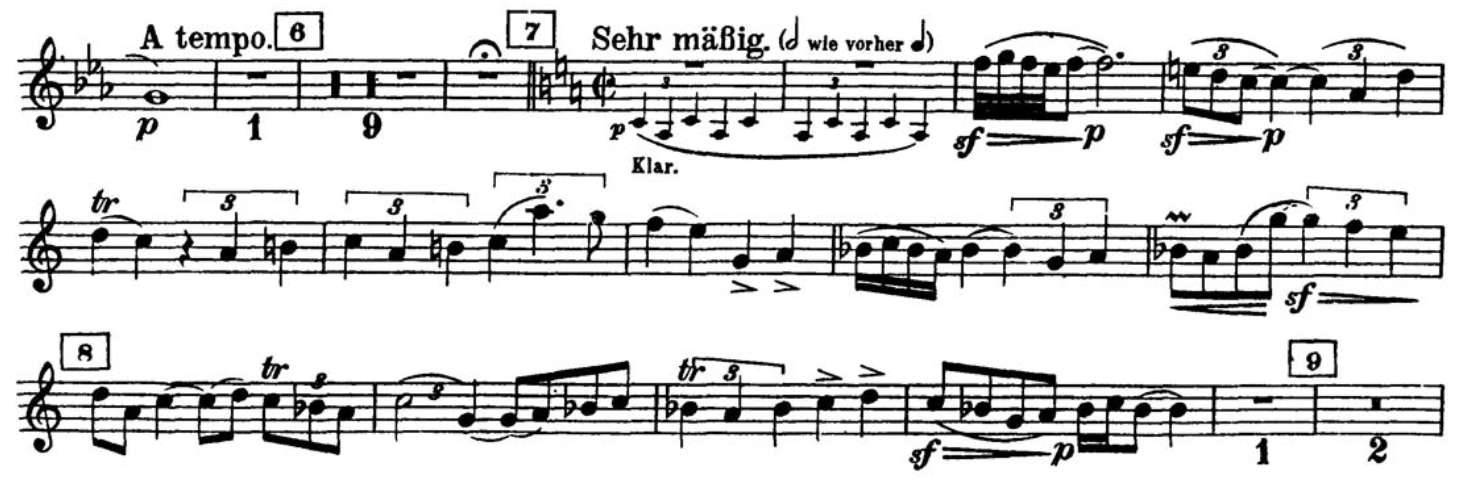 A tempo. 6 7 Sehr mäßig. (𝅗𝅥 wie vorher 𝅘𝅥)
3 3 3 3
p 1 9 p sf p sf p
Klar.
tr 3 3 3 3 3
sf
8 tr 3 3 tr 3 9
sf p 1 2